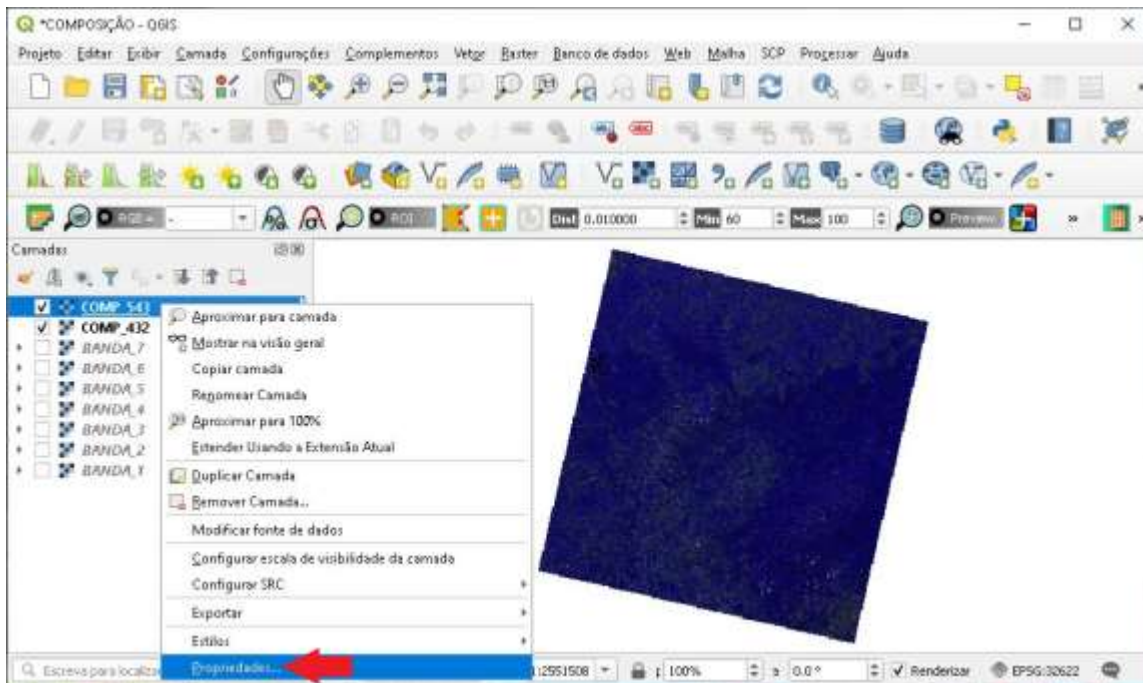 *COMPOSIÇÃO - QGIS
Projeto Editar Exibir Camada Configurações Complementos Vetor Raster Banco de dados Web Malha SCP Processar Ajuda
RGB = -
ROI
Dist 0,010000
Min 60
Max 100
Preview
»
Camadas
COMP_543
COMP_432
BANDA_7
BANDA_6
BANDA_5
BANDA_4
BANDA_3
BANDA_2
BANDA_1
Aproximar para camada
Mostrar na visão geral
Copiar camada
Renomear Camada
Aproximar para 100%
Estender Usando a Extensão Atual
Duplicar Camada
Remover Camada...
Modificar fonte de dados
Configurar escala de visibilidade da camada
Configurar SRC
Exportar
Estilos
Propriedades...
Escreva para localiza
:2551508
100%
0.0 °
Renderizar
EPSG:32622